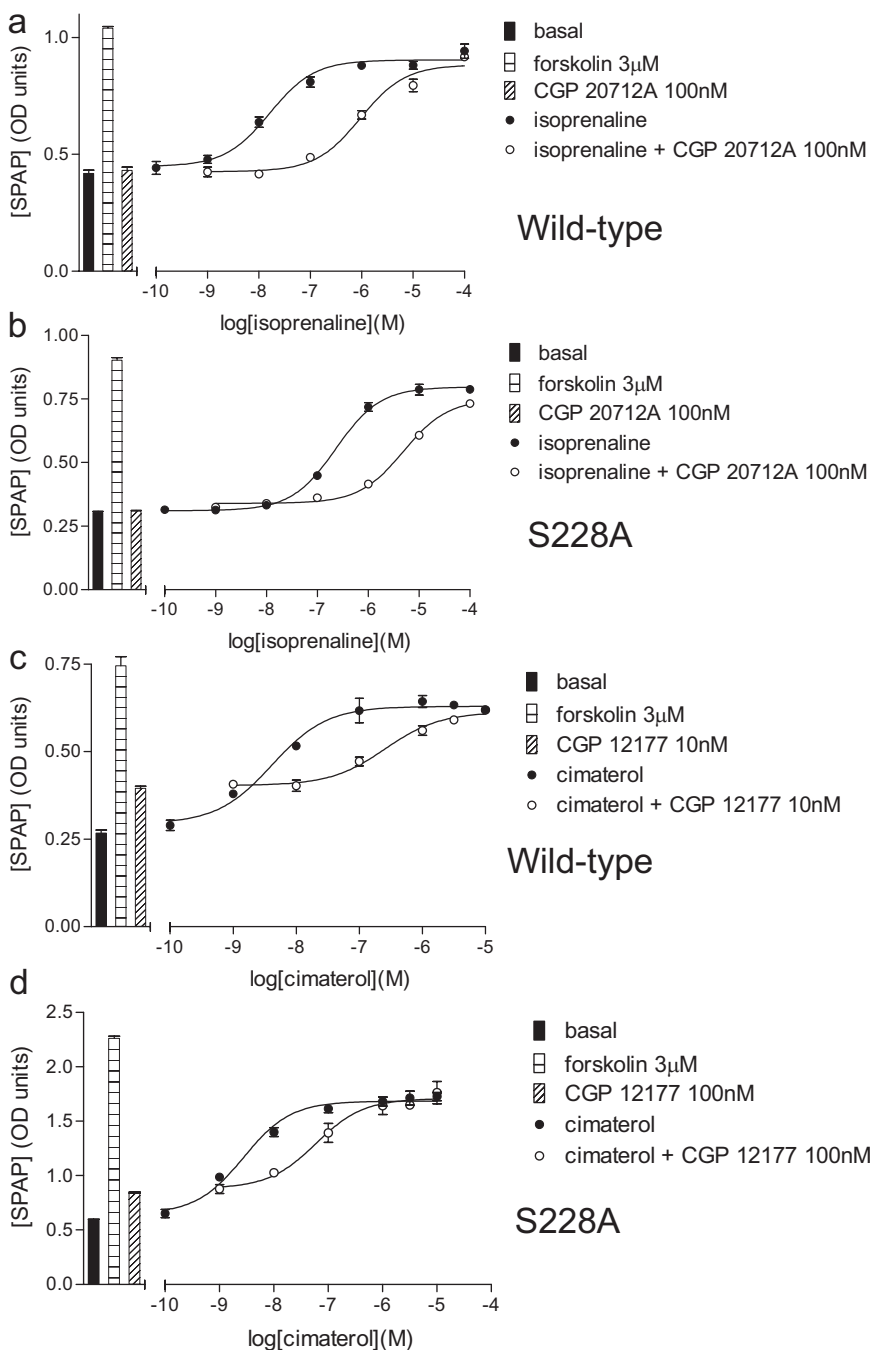 a
[SPAP] (OD units)
1.0
0.5
0.0
-10 -9 -8 -7 -6 -5 -4
log[isoprenaline](M)
basal
forskolin 3μM
CGP 20712A 100nM
isoprenaline
isoprenaline + CGP 20712A 100nM
Wild-type
b
[SPAP] (OD units)
1.00
0.75
0.50
0.25
0.00
-10 -9 -8 -7 -6 -5 -4
log[isoprenaline](M)
basal
forskolin 3μM
CGP 20712A 100nM
isoprenaline
isoprenaline + CGP 20712A 100nM
S228A
c
[SPAP] (OD units)
0.75
0.50
0.25
0.00
-10 -9 -8 -7 -6 -5
log[cimaterol](M)
basal
forskolin 3μM
CGP 12177 10nM
cimaterol
cimaterol + CGP 12177 10nM
Wild-type
d
[SPAP] (OD units)
2.5
2.0
1.5
1.0
0.5
0.0
-10 -9 -8 -7 -6 -5 -4
log[cimaterol](M)
basal
forskolin 3μM
CGP 12177 100nM
cimaterol
cimaterol + CGP 12177 100nM
S228A